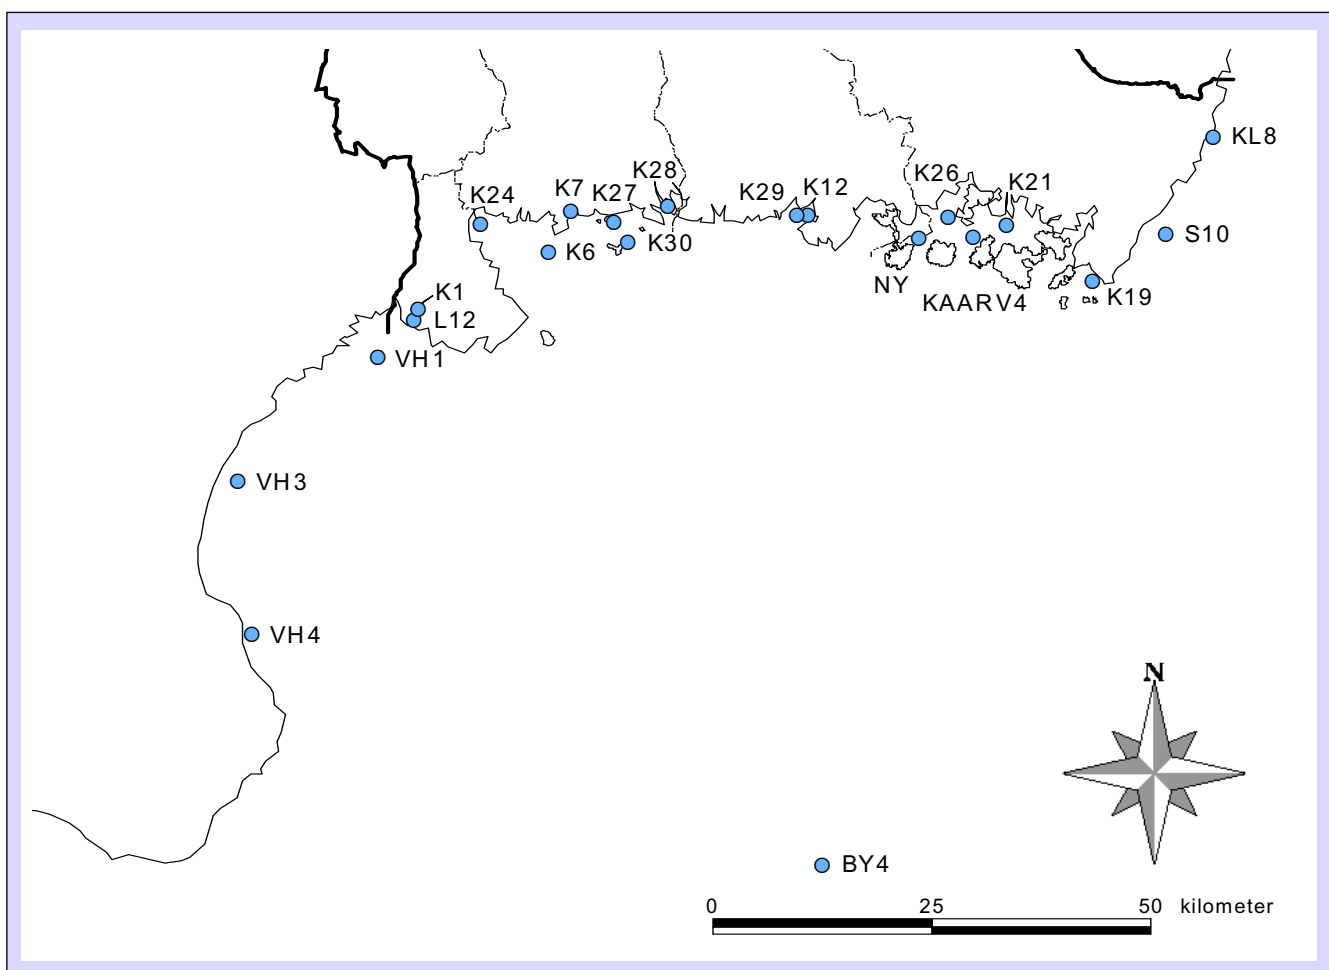 KL8
K28
K26
K21
K7
K27
K29
K12
K24
S10
K6
K30
NY
KAARV4
K19
K1
L12
VH1
VH3
VH4
N
BY4
0 25 50 kilometer